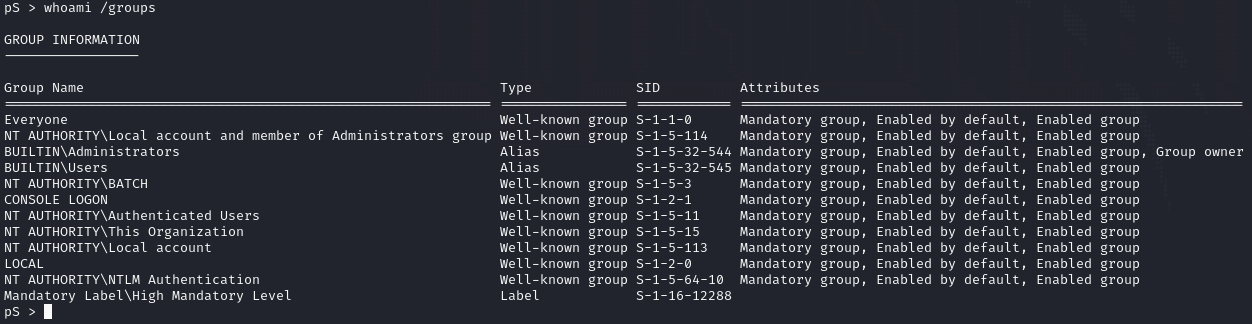 pS > whoami /groups
GROUP INFORMATION
-----------------
Group Name Type SID Attributes
============================================================= ================ ============ ===============================================================
Everyone Well-known group S-1-1-0 Mandatory group, Enabled by default, Enabled group
NT AUTHORITY\Local account and member of Administrators group Well-known group S-1-5-114 Mandatory group, Enabled by default, Enabled group
BUILTIN\Administrators Alias S-1-5-32-544 Mandatory group, Enabled by default, Enabled group, Group owner
BUILTIN\Users Alias S-1-5-32-545 Mandatory group, Enabled by default, Enabled group
NT AUTHORITY\BATCH Well-known group S-1-5-3 Mandatory group, Enabled by default, Enabled group
CONSOLE LOGON Well-known group S-1-2-1 Mandatory group, Enabled by default, Enabled group
NT AUTHORITY\Authenticated Users Well-known group S-1-5-11 Mandatory group, Enabled by default, Enabled group
NT AUTHORITY\This Organization Well-known group S-1-5-15 Mandatory group, Enabled by default, Enabled group
NT AUTHORITY\Local account Well-known group S-1-5-113 Mandatory group, Enabled by default, Enabled group
LOCAL Well-known group S-1-2-0 Mandatory group, Enabled by default, Enabled group
NT AUTHORITY\NTLM Authentication Well-known group S-1-5-64-10 Mandatory group, Enabled by default, Enabled group
Mandatory Label\High Mandatory Level Label S-1-16-12288
pS >